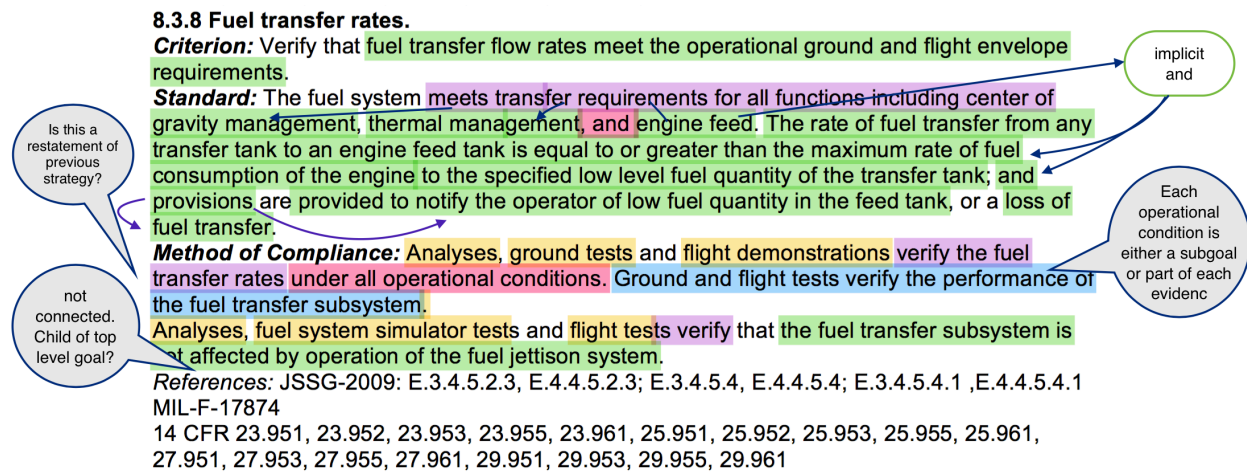 8.3.8 Fuel transfer rates.
Criterion: Verify that fuel transfer flow rates meet the operational ground and flight envelope
requirements.
Standard: The fuel system meets transfer requirements for all functions including center of
gravity management, thermal management, and engine feed. The rate of fuel transfer from any
transfer tank to an engine feed tank is equal to or greater than the maximum rate of fuel
consumption of the engine to the specified low level fuel quantity of the transfer tank; and
provisions are provided to notify the operator of low fuel quantity in the feed tank, or a loss of
fuel transfer.
Method of Compliance: Analyses, ground tests and flight demonstrations verify the fuel
transfer rates under all operational conditions. Ground and flight tests verify the performance of
the fuel transfer subsystem.
Analyses, fuel system simulator tests and flight tests verify that the fuel transfer subsystem is
not affected by operation of the fuel jettison system.
References: JSSG-2009: E.3.4.5.2.3, E.4.4.5.2.3; E.3.4.5.4, E.4.4.5.4; E.3.4.5.4.1 ,E.4.4.5.4.1
MIL-F-17874
14 CFR 23.951, 23.952, 23.953, 23.955, 23.961, 25.951, 25.952, 25.953, 25.955, 25.961,
27.951, 27.953, 27.955, 27.961, 29.951, 29.953, 29.955, 29.961
implicit
and
Is this a
restatement of
previous
strategy?
not
connected.
Child of top
level goal?
Each
operational
condition is
either a subgoal
or part of each
evidenc